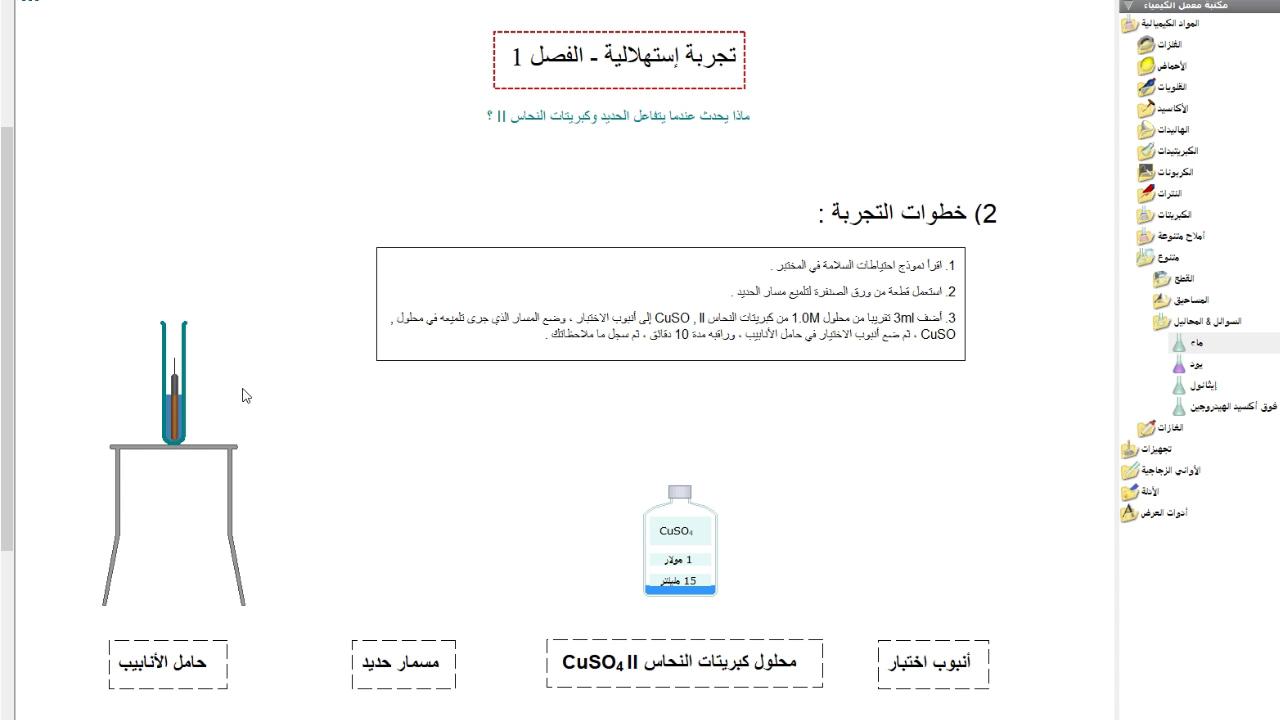 تجربة إستهلالية - الفصل 1
ماذا يحدث عندما يتفاعل الحديد وكبريتات النحاس II ؟
2) خطوات التجربة :
1. اقرأ نموذج احتياطات السلامة في المختبر .
2. استعمل قطعة من ورق الصنفرة لتلميع مسار الحديد .
3. أضف 3ml تقريبا من محلول 1.0M من كبريتات النحاس CuSO , II إلى أنبوب الاختبار ، وضع المسار الذي جرى تلميعه في محلول ,
CuSO ، ثم ضع أنبوب الاختبار في حامل الأنابيب ، وراقبه مدة 10 دقائق ، ثم سجل ما ملاحظاتك .
CuSO₄
1 مولار
15 مليلتر
أنبوب اختبار
محلول كبريتات النحاس CuSO₄ II
مسمار حديد
حامل الأنابيب
مكتبة معمل الكيمياء
المواد الكيميائية
الفلزات
الأحماض
القلويات
الأكاسيد
الهاليدات
الكبريتيدات
الكربونات
النترات
الكبريتات
أملاح متنوعة
متنوع
القطع
المساحيق
السوائل & المحاليل
ماء
يود
إيثانول
فوق أكسيد الهيدروجين
الغازات
تجهيزات
الأواني الزجاجية
الأدلة
أدوات العرض